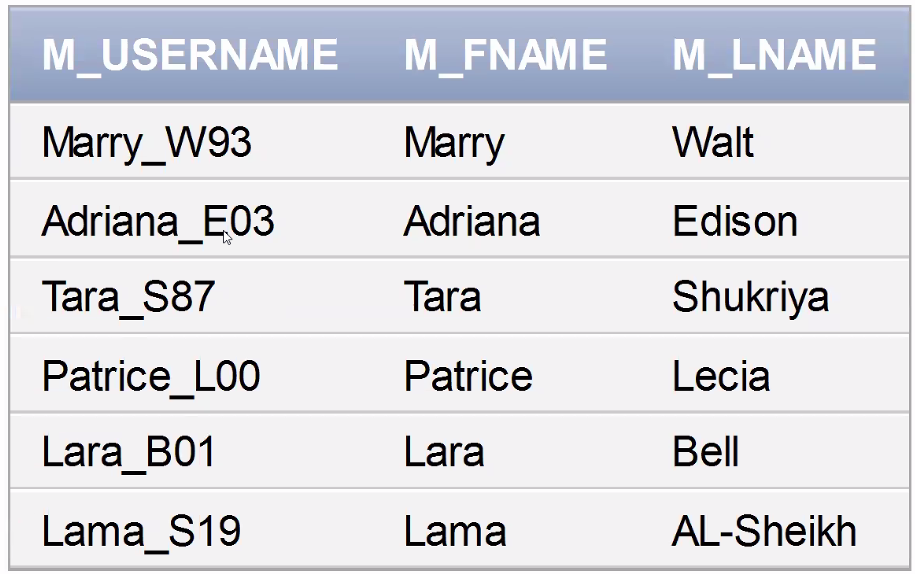 M_USERNAME M_FNAME M_LNAME
Marry_W93 Marry Walt
Adriana_E03 Adriana Edison
Tara_S87 Tara Shukriya
Patrice_L00 Patrice Lecia
Lara_B01 Lara Bell
Lama_S19 Lama AL-Sheikh